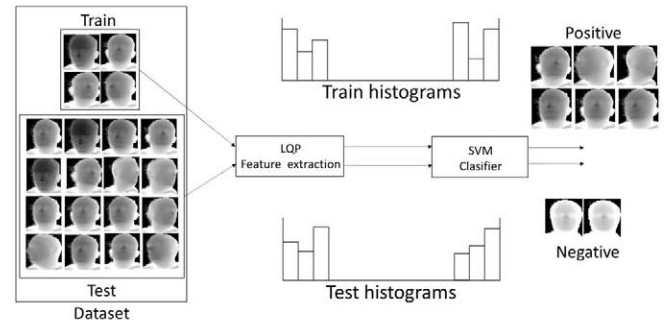 Train
Test
Dataset
LQP
Feature extraction
Train histograms
Test histograms
SVM
Clasifier
Positive
Negative